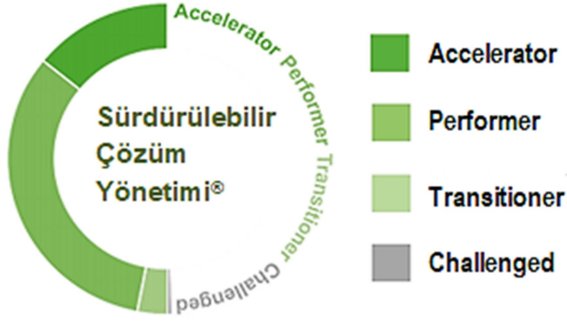 Sürdürülebilir
Çözüm
Yönetimi®
Accelerator Performer Transitioner Challenged
Accelerator
Performer
Transitioner
Challenged